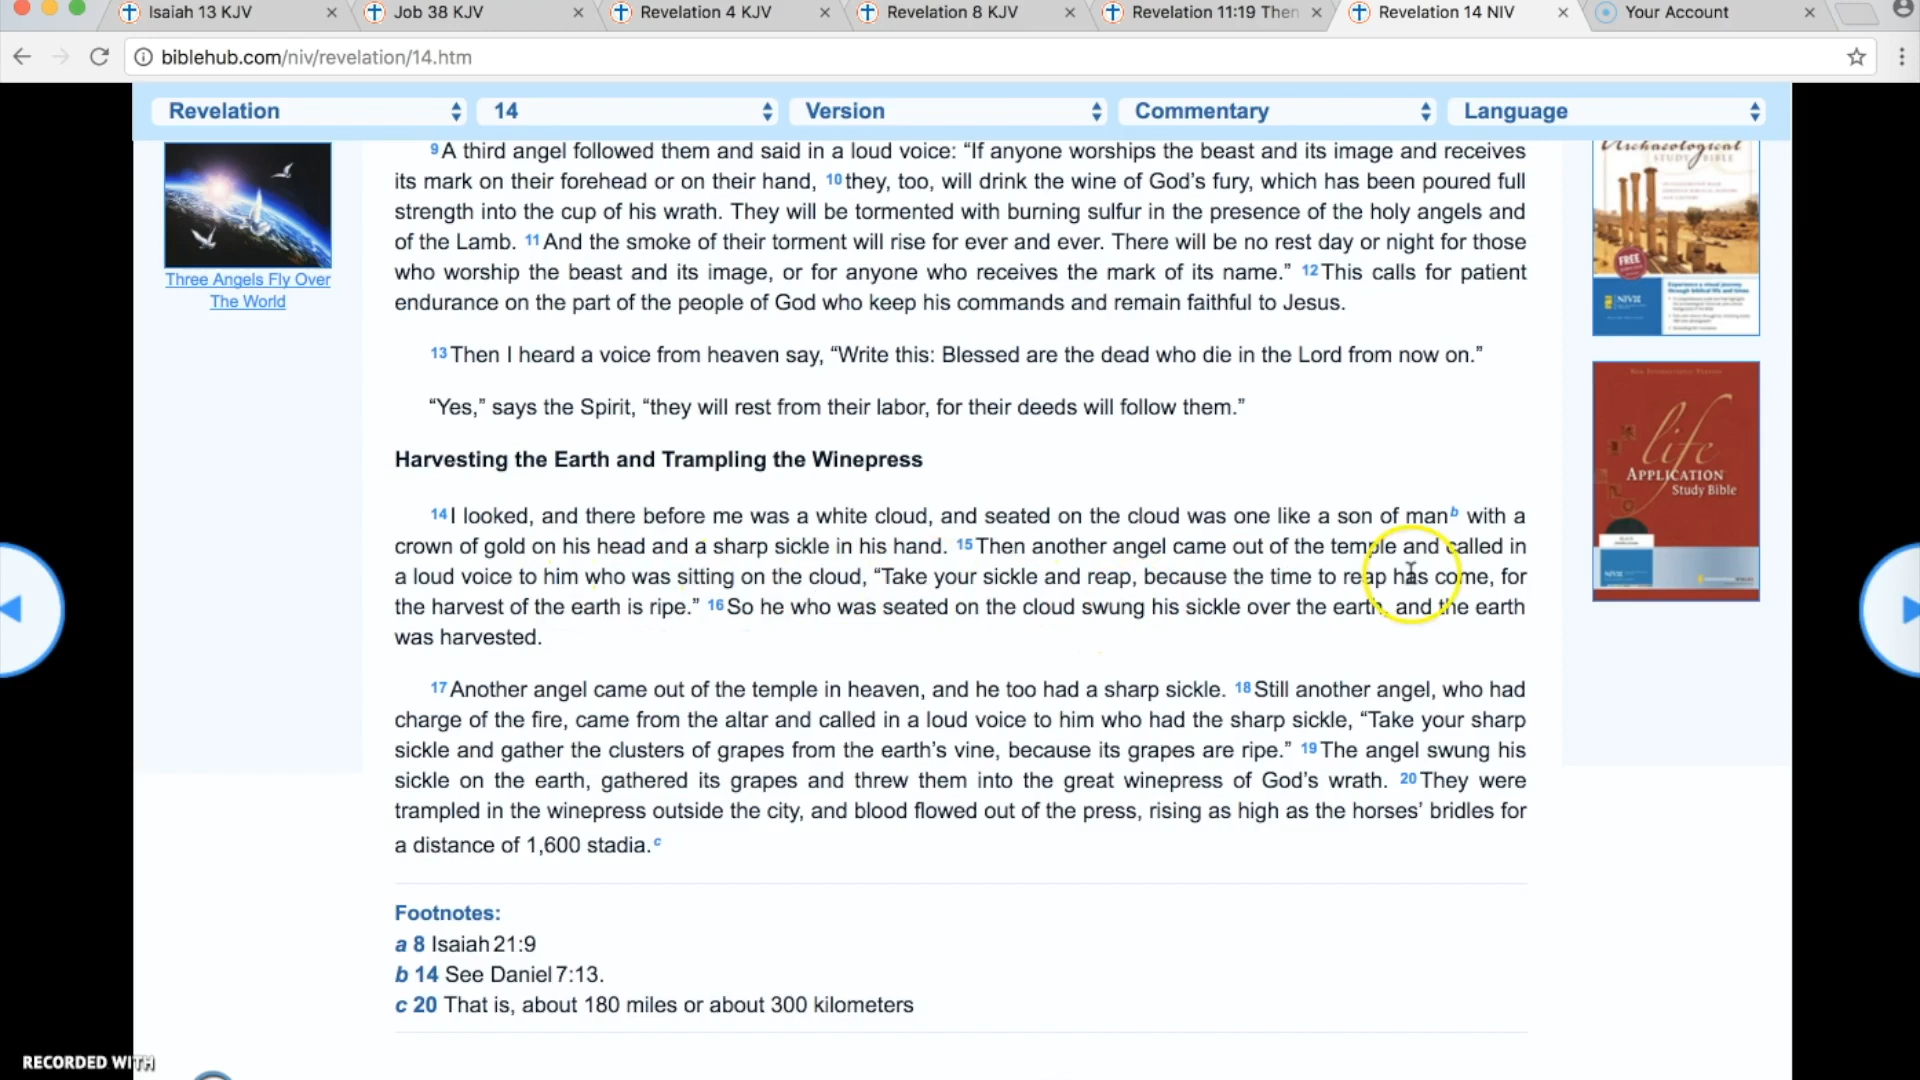 Isaiah 13 KJV
Job 38 KJV
Revelation 4 KJV
Revelation 8 KJV
Revelation 11:19 Then
Revelation 14 NIV
Your Account
biblehub.com/niv/revelation/14.htm
Revelation
14
Version
Commentary
Language
9 A third angel followed them and said in a loud voice: “If anyone worships the beast and its image and receives
its mark on their forehead or on their hand, 10 they, too, will drink the wine of God’s fury, which has been poured full
strength into the cup of his wrath. They will be tormented with burning sulfur in the presence of the holy angels and
of the Lamb. 11 And the smoke of their torment will rise for ever and ever. There will be no rest day or night for those
who worship the beast and its image, or for anyone who receives the mark of its name.” 12 This calls for patient
endurance on the part of the people of God who keep his commands and remain faithful to Jesus.
13 Then I heard a voice from heaven say, “Write this: Blessed are the dead who die in the Lord from now on.”
“Yes,” says the Spirit, “they will rest from their labor, for their deeds will follow them.”
Harvesting the Earth and Trampling the Winepress
14 I looked, and there before me was a white cloud, and seated on the cloud was one like a son of man b with a
crown of gold on his head and a sharp sickle in his hand. 15 Then another angel came out of the temple and called in
a loud voice to him who was sitting on the cloud, “Take your sickle and reap, because the time to reap has come, for
the harvest of the earth is ripe.” 16 So he who was seated on the cloud swung his sickle over the earth, and the earth
was harvested.
17 Another angel came out of the temple in heaven, and he too had a sharp sickle. 18 Still another angel, who had
charge of the fire, came from the altar and called in a loud voice to him who had the sharp sickle, “Take your sharp
sickle and gather the clusters of grapes from the earth’s vine, because its grapes are ripe.” 19 The angel swung his
sickle on the earth, gathered its grapes and threw them into the great winepress of God’s wrath. 20 They were
trampled in the winepress outside the city, and blood flowed out of the press, rising as high as the horses’ bridles for
a distance of 1,600 stadia. c
Footnotes:
a 8 Isaiah 21:9
b 14 See Daniel 7:13.
c 20 That is, about 180 miles or about 300 kilometers
Three Angels Fly Over
The World
Archaeological
STUDY BIBLE
FREE
NIV
life
APPLICATION
Study Bible
NIV
RECORDED WITH